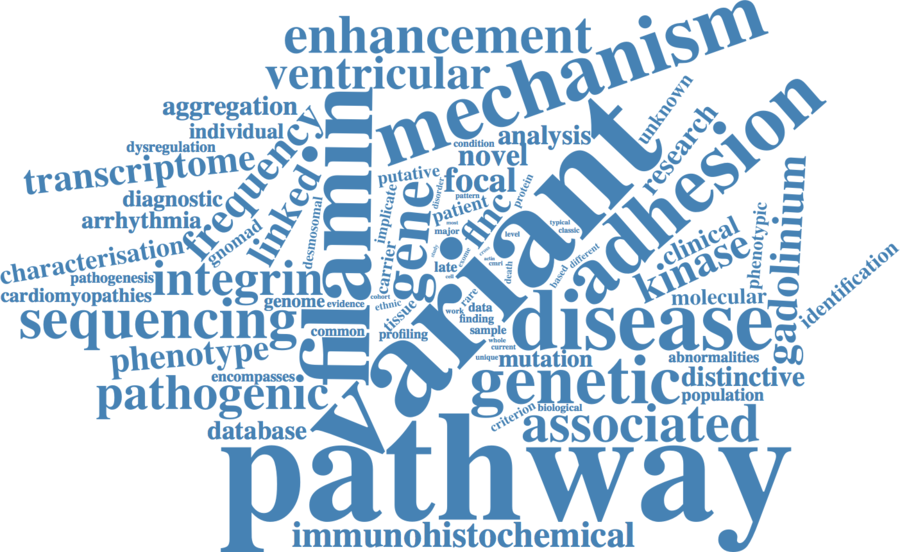 enhancement
mechanism
ventricular
aggregation
individual
dysregulation
transcriptome
frequency
linked
filamin
condition
analysis
novel
unknown
research
adhesion
putative
focal
disorder
protein
pattern
diagnostic
arrhythmia
gnomad
desmosomal
implicate
gene
patient
flnc
variant
most
major
typical
classic
level
characterisation
pathogenesis
cardiomyopathies
integrin
carrier
late
death
cmri
based
different
clinical
kinase
phenotypic
gadolinium
identification
genome
evidence
cohort
ethnic
tissue
rare
work
data
finding
sample
molecular
sequencing
common
profiling
whole
current
disease
phenotype
encompasses
unique
mutation
abnormalities
pathogenic
genetic
distinctive
population
criterion
biological
database
associated
pathway
immunohistochemical